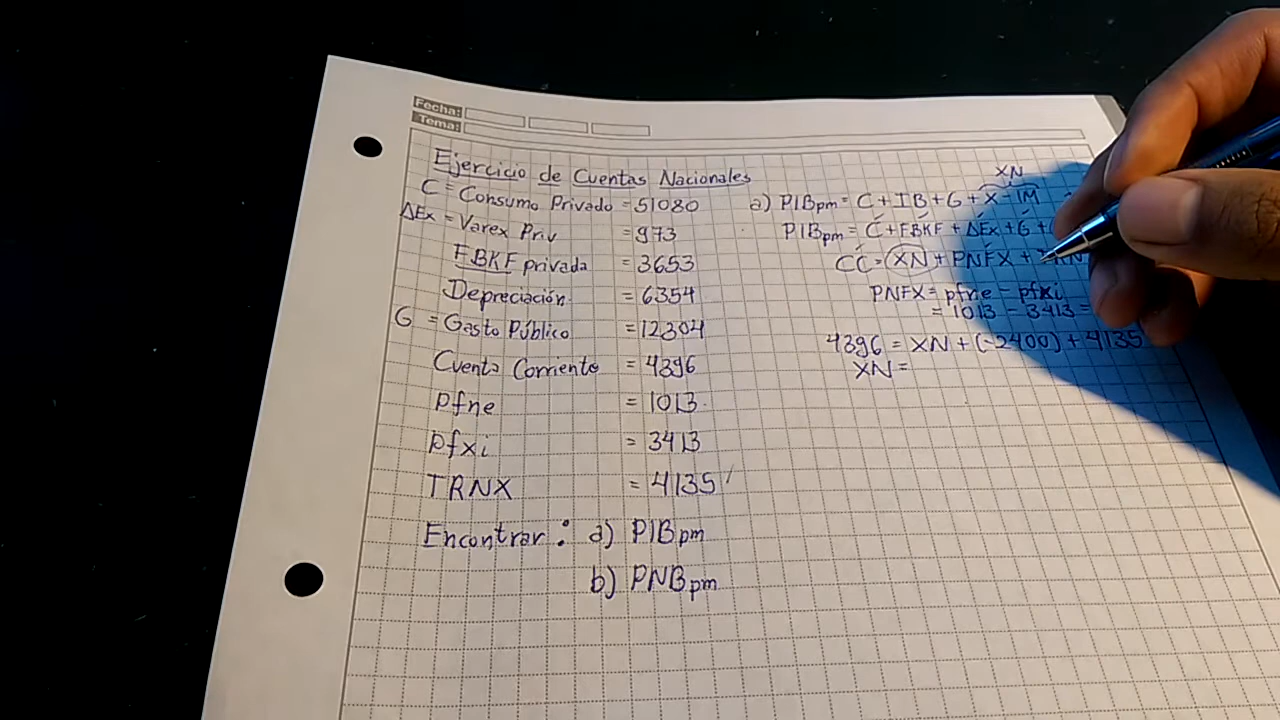 Fecha:
Tema:
Ejercicio de Cuentas Nacionales
C = Consumo Privado = 51080
ΔEx = Varex Priv = 973
FBKF privada = 3653
Depreciación = 6354
G = Gasto Público = 12304
Cuenta Corriente = 4396
Pfne = 1013
pfxi = 3413
TRNX = 4135
Encontrar: a) PIBpm
b) PNBpm
XN
a) PIBpm = C + IB + G + X - IM
PIBpm = C + FBKF + ΔEx + G +
CC = XN + PNFX + TRN
PNFX = pfne - pfxi
= 1013 - 3413 =
4396 = XN + (-2400) + 4135
XN =